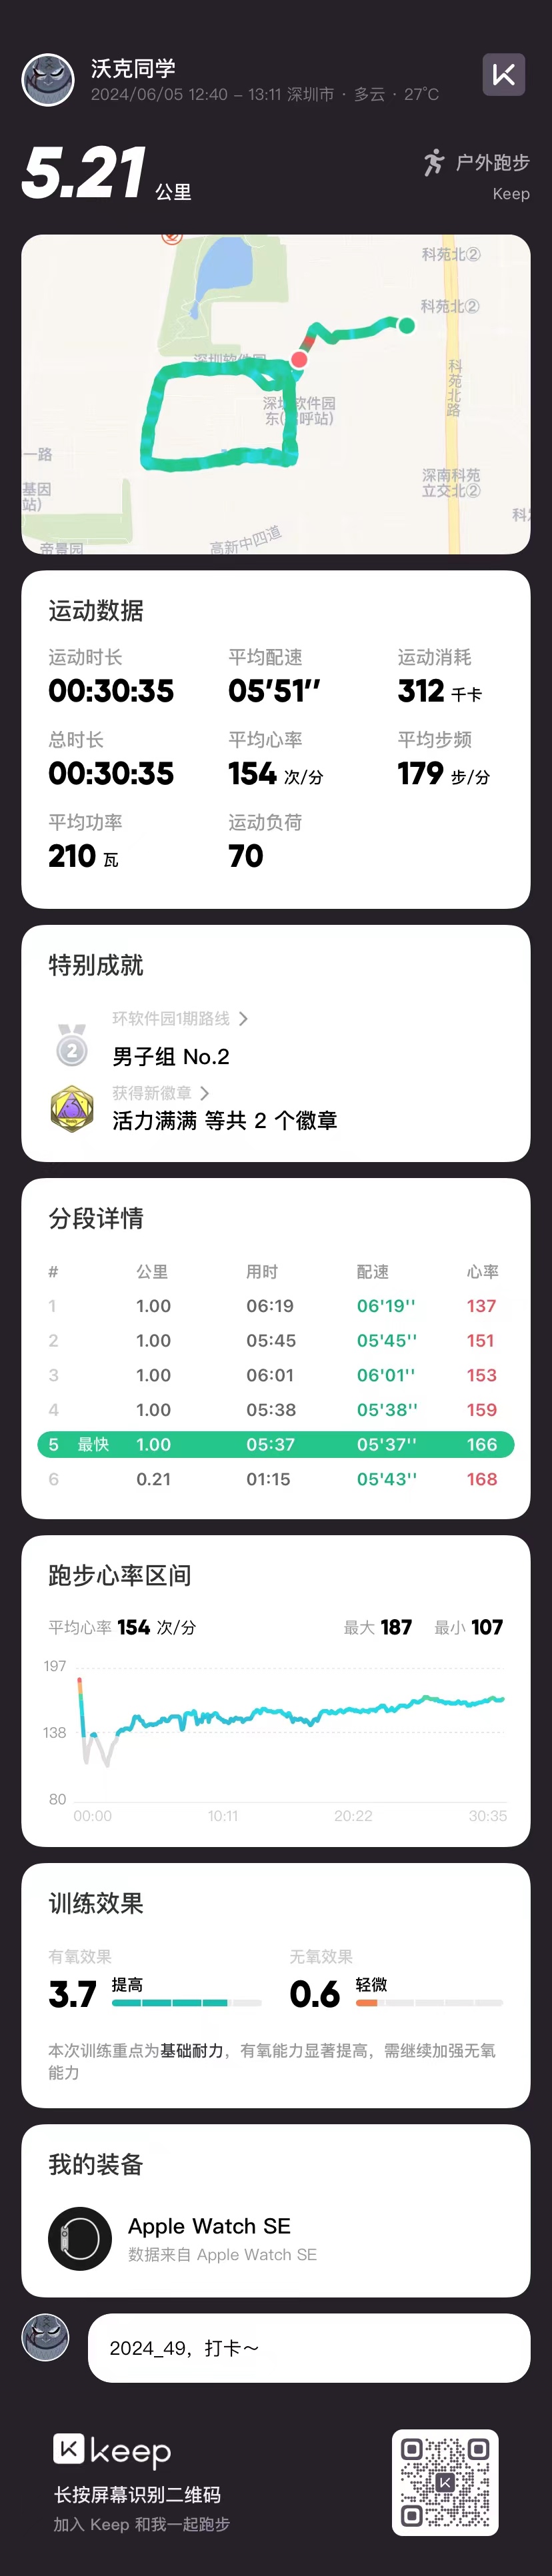 沃克同学
2024/06/05 12:40 - 13:11 深圳市 · 多云 · 27°C
5.21 公里
户外跑步
Keep
科苑北②
科苑北②
深圳软件园
科苑北路
一路
深南科苑
立交北②
基因
站)
高新中四道
帝景园
运动数据
运动时长 平均配速 运动消耗
00:30:35 05'51'' 312 千卡
总时长 平均心率 平均步频
00:30:35 154 次/分 179 步/分
平均功率 运动负荷
210 瓦 70
特别成就
环软件园1期路线
2
男子组 No.2
获得新徽章
活力满满 等共 2 个徽章
分段详情
# 公里 用时 配速 心率
1 1.00 06:19 06'19'' 137
2 1.00 05:45 05'45'' 151
3 1.00 06:01 06'01'' 153
4 1.00 05:38 05'38'' 159
5 最快 1.00 05:37 05'37'' 166
6 0.21 01:15 05'43'' 168
跑步心率区间
平均心率 154 次/分 最大 187 最小 107
197
138
80
00:00 10:11 20:22 30:35
训练效果
有氧效果 无氧效果
3.7 提高 0.6 轻微
本次训练重点为基础耐力，有氧能力显著提高，需继续加强无氧
能力
我的装备
Apple Watch SE
数据来自 Apple Watch SE
2024_49，打卡～
keep
长按屏幕识别二维码
加入 Keep 和我一起跑步